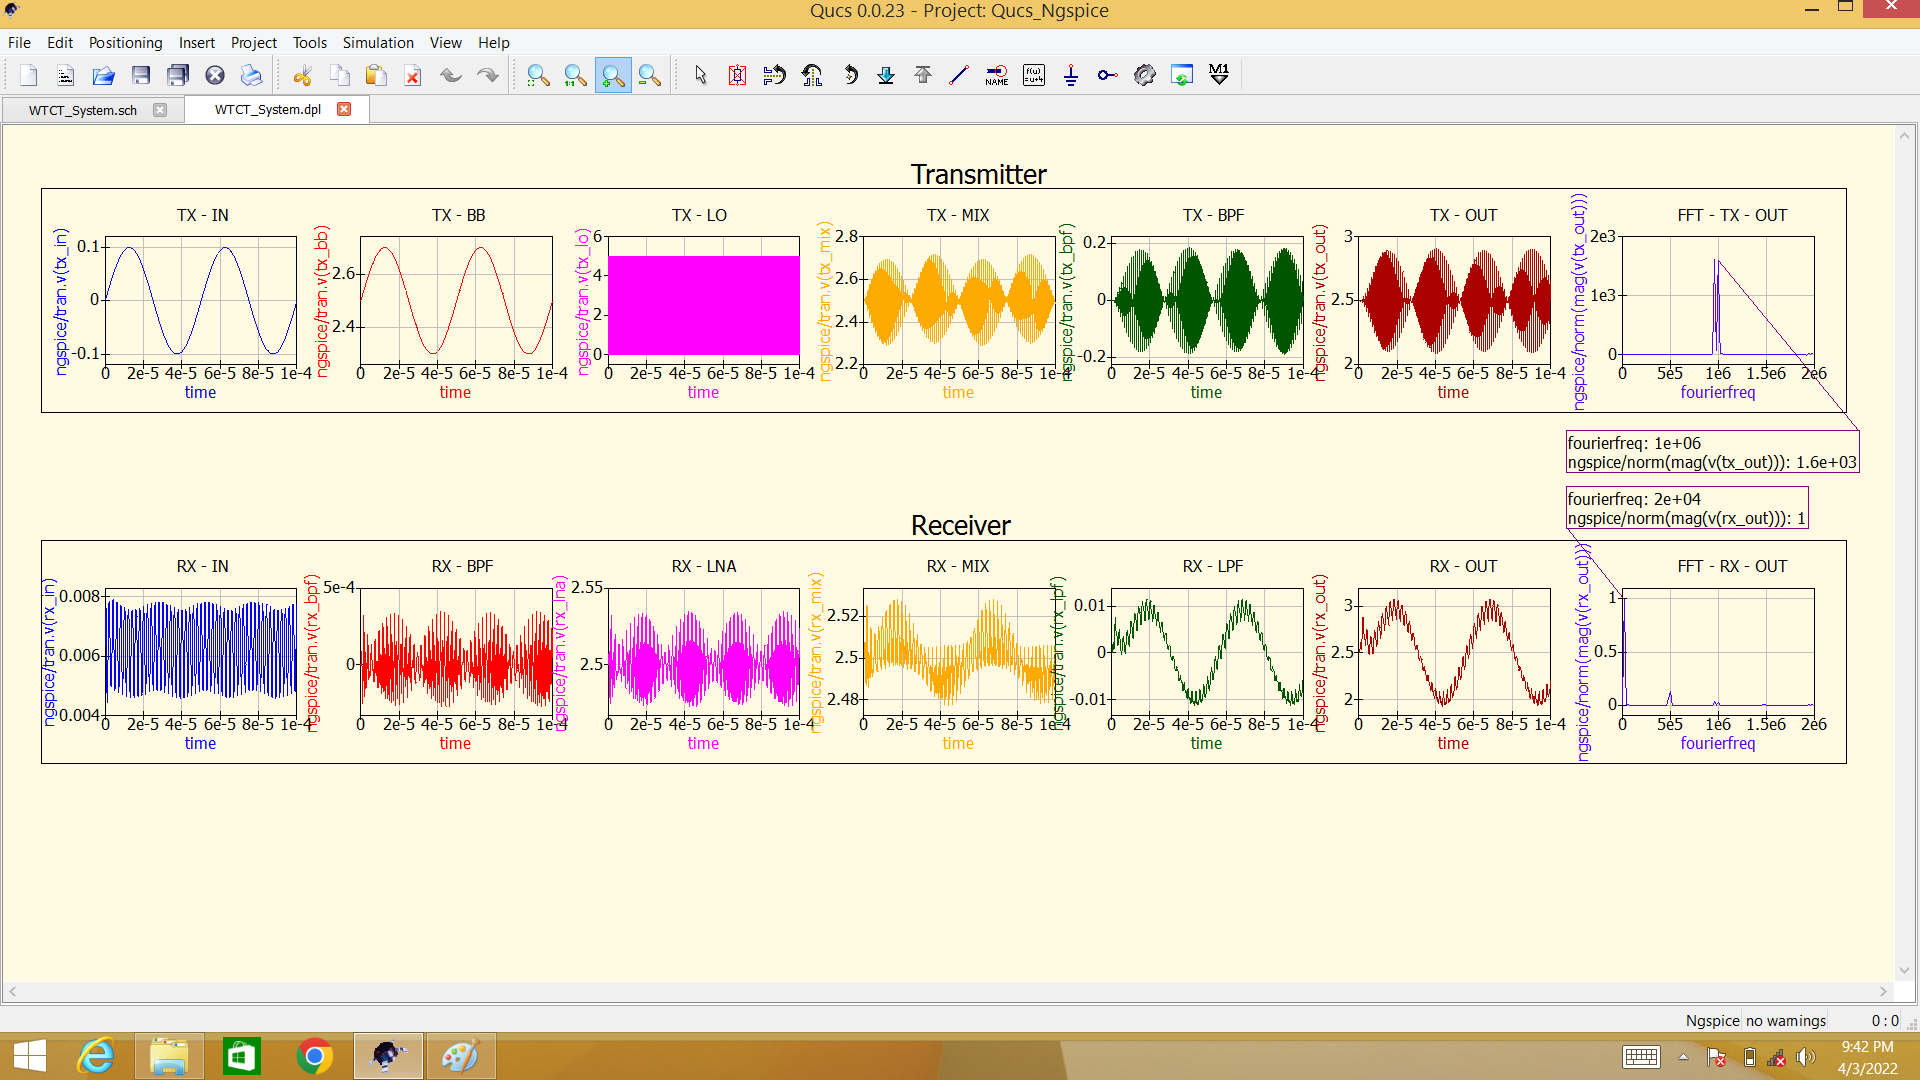 Qucs 0.0.23 - Project: Qucs_Ngspice
File Edit Positioning Insert Project Tools Simulation View Help
1:1 NAME f(u) =u+4 M1
WTCT_System.sch WTCT_System.dpl
Transmitter
TX - IN TX - BB TX - LO TX - MIX TX - BPF TX - OUT FFT - TX - OUT
ngspice/tran.v(tx_in)
0.1
0
-0.1
0 2e-5 4e-5 6e-5 8e-5 1e-4
time
ngspice/tran.v(tx_bb)
2.6
2.4
0 2e-5 4e-5 6e-5 8e-5 1e-4
time
ngspice/tran.v(tx_lo)
6
4
2
0
0 2e-5 4e-5 6e-5 8e-5 1e-4
time
ngspice/tran.v(tx_mix)
2.8
2.6
2.4
2.2
0 2e-5 4e-5 6e-5 8e-5 1e-4
time
ngspice/tran.v(tx_bpf)
0.2
0
-0.2
0 2e-5 4e-5 6e-5 8e-5 1e-4
time
ngspice/tran.v(tx_out)
3
2.5
2
0 2e-5 4e-5 6e-5 8e-5 1e-4
time
ngspice/norm(mag(v(tx_out)))
2e3
1e3
0
0 5e5 1e6 1.5e6 2e6
fourierfreq
fourierfreq: 1e+06
ngspice/norm(mag(v(tx_out))): 1.6e+03
fourierfreq: 2e+04
ngspice/norm(mag(v(rx_out))): 1
Receiver
RX - IN RX - BPF RX - LNA RX - MIX RX - LPF RX - OUT FFT - RX - OUT
ngspice/tran.v(rx_in)
0.008
0.006
0.004
0 2e-5 4e-5 6e-5 8e-5 1e-4
time
ngspice/tran.v(rx_bpf)
5e-4
0
0 2e-5 4e-5 6e-5 8e-5 1e-4
time
ngspice/tran.v(rx_lna)
2.55
2.5
0 2e-5 4e-5 6e-5 8e-5 1e-4
time
ngspice/tran.v(rx_mix)
2.52
2.5
2.48
0 2e-5 4e-5 6e-5 8e-5 1e-4
time
ngspice/tran.v(rx_lpf)
0.01
0
-0.01
0 2e-5 4e-5 6e-5 8e-5 1e-4
time
ngspice/tran.v(rx_out)
3
2.5
2
0 2e-5 4e-5 6e-5 8e-5 1e-4
time
ngspice/norm(mag(v(rx_out)))
1
0.5
0
0 5e5 1e6 1.5e6 2e6
fourierfreq
Ngspice no warnings 0 : 0
9:42 PM
4/3/2022